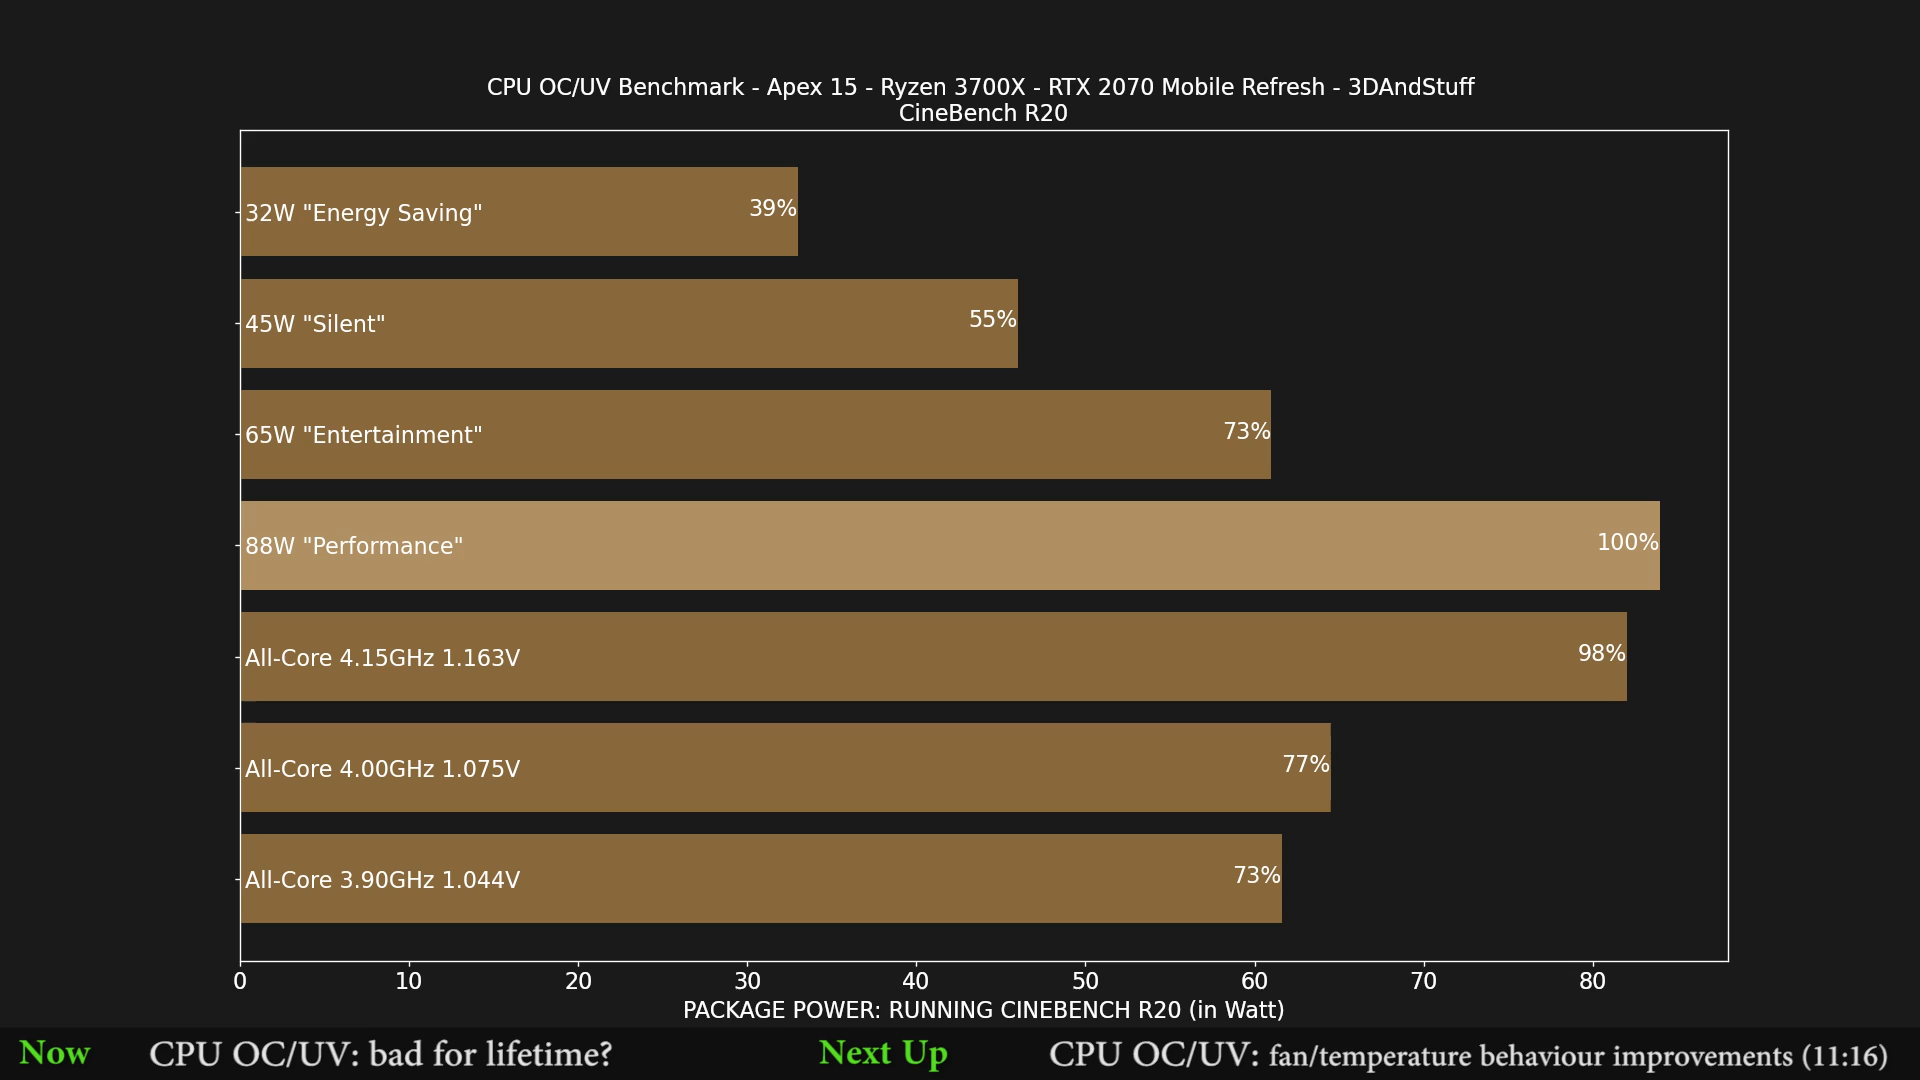 CPU OC/UV Benchmark - Apex 15 - Ryzen 3700X - RTX 2070 Mobile Refresh - 3DAndStuff
CineBench R20
32W "Energy Saving" 39%
45W "Silent" 55%
65W "Entertainment" 73%
88W "Performance" 100%
All-Core 4.15GHz 1.163V 98%
All-Core 4.00GHz 1.075V 77%
All-Core 3.90GHz 1.044V 73%
0 10 20 30 40 50 60 70 80
PACKAGE POWER: RUNNING CINEBENCH R20 (in Watt)
Now CPU OC/UV: bad for lifetime? Next Up CPU OC/UV: fan/temperature behaviour improvements (11:16)